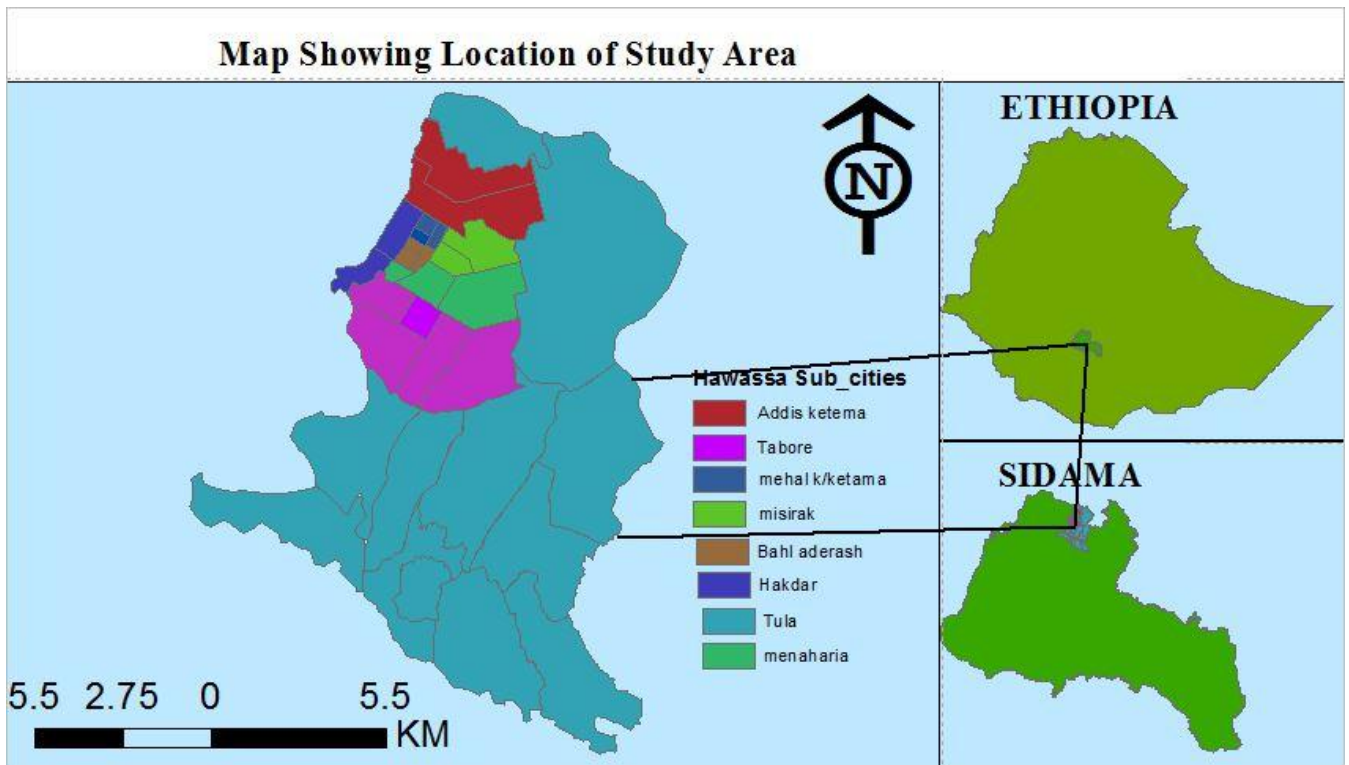 Map Showing Location of Study Area
N
ETHIOPIA
SIDAMA
Hawassa Sub_cities
Addis ketema
Tabore
mehal k/ketama
misirak
Bahl aderash
Hakdar
Tula
menaharia
5.5 2.75 0 5.5
KM